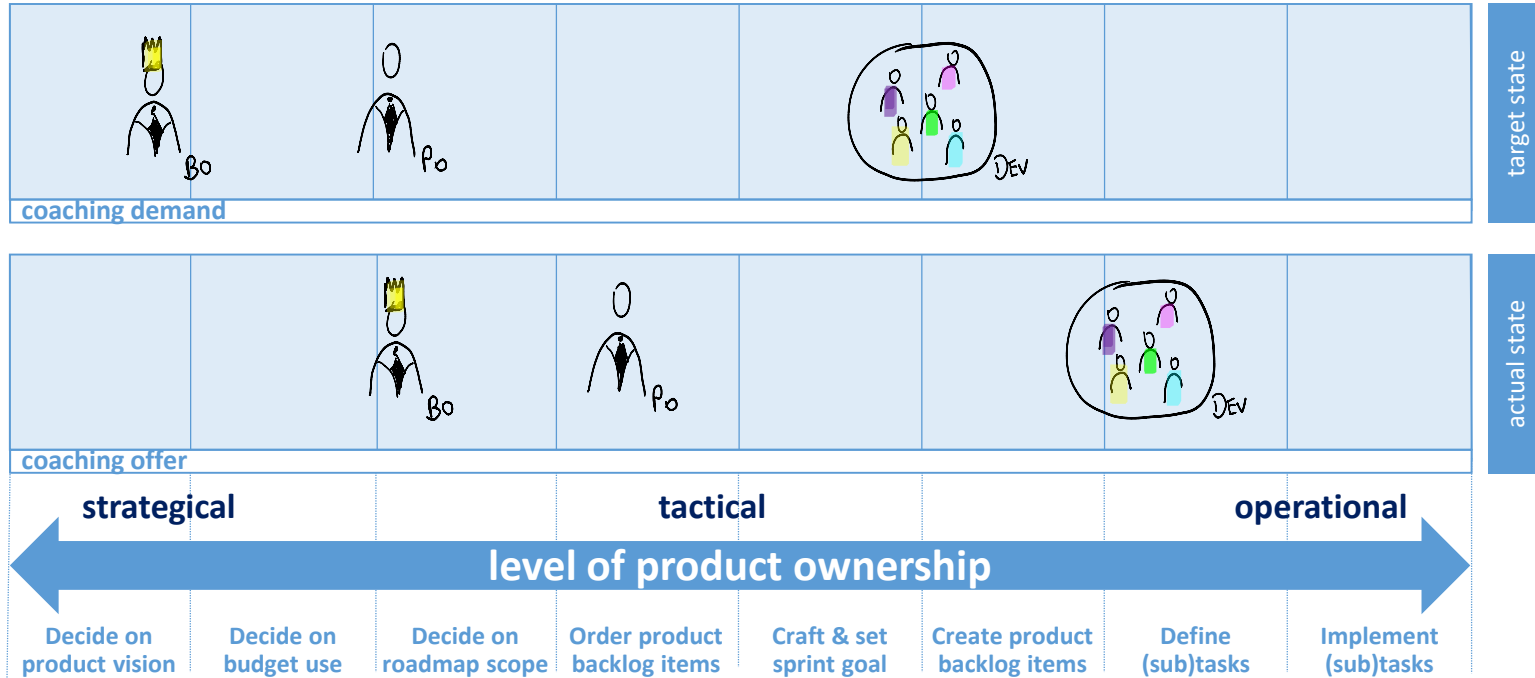 BO
PO
DEV
target state
coaching demand
BO
PO
DEV
actual state
coaching offer
strategical
tactical
operational
level of product ownership
Decide on
product vision
Decide on
budget use
Decide on
roadmap scope
Order product
backlog items
Craft & set
sprint goal
Create product
backlog items
Define
(sub)tasks
Implement
(sub)tasks